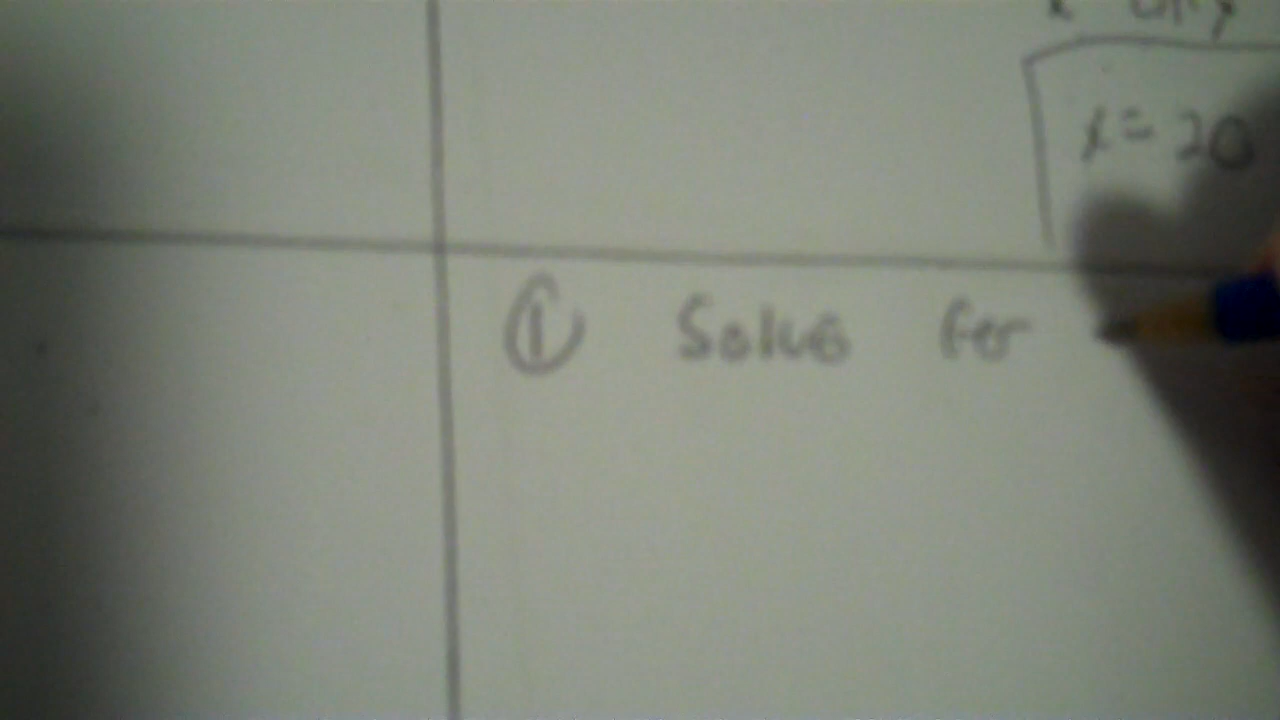 x = 20
① Solve for